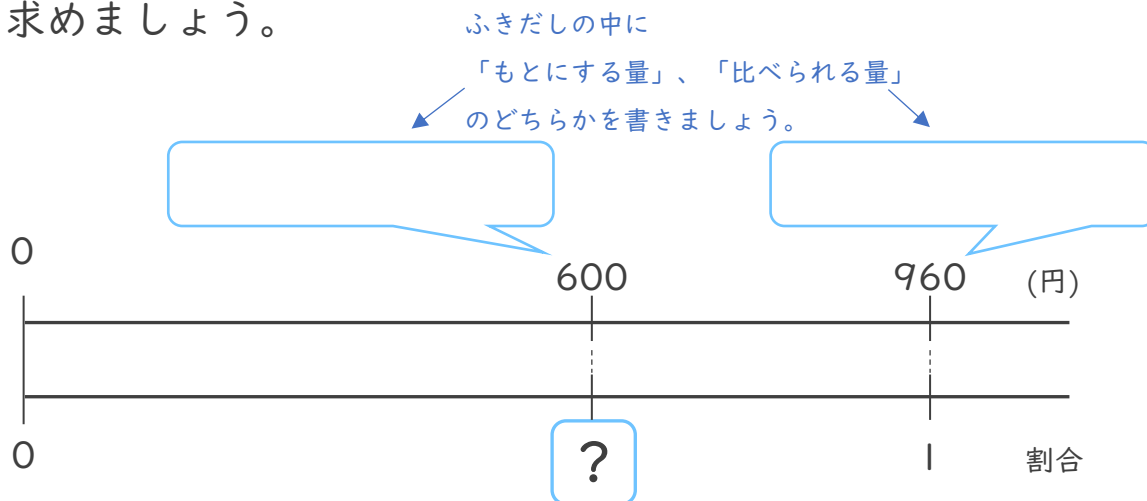 求めましょう。
ふきだしの中に
「もとにする量」、「比べられる量」
のどちらかを書きましょう。
0
600 960 (円)
0 ? 1 割合